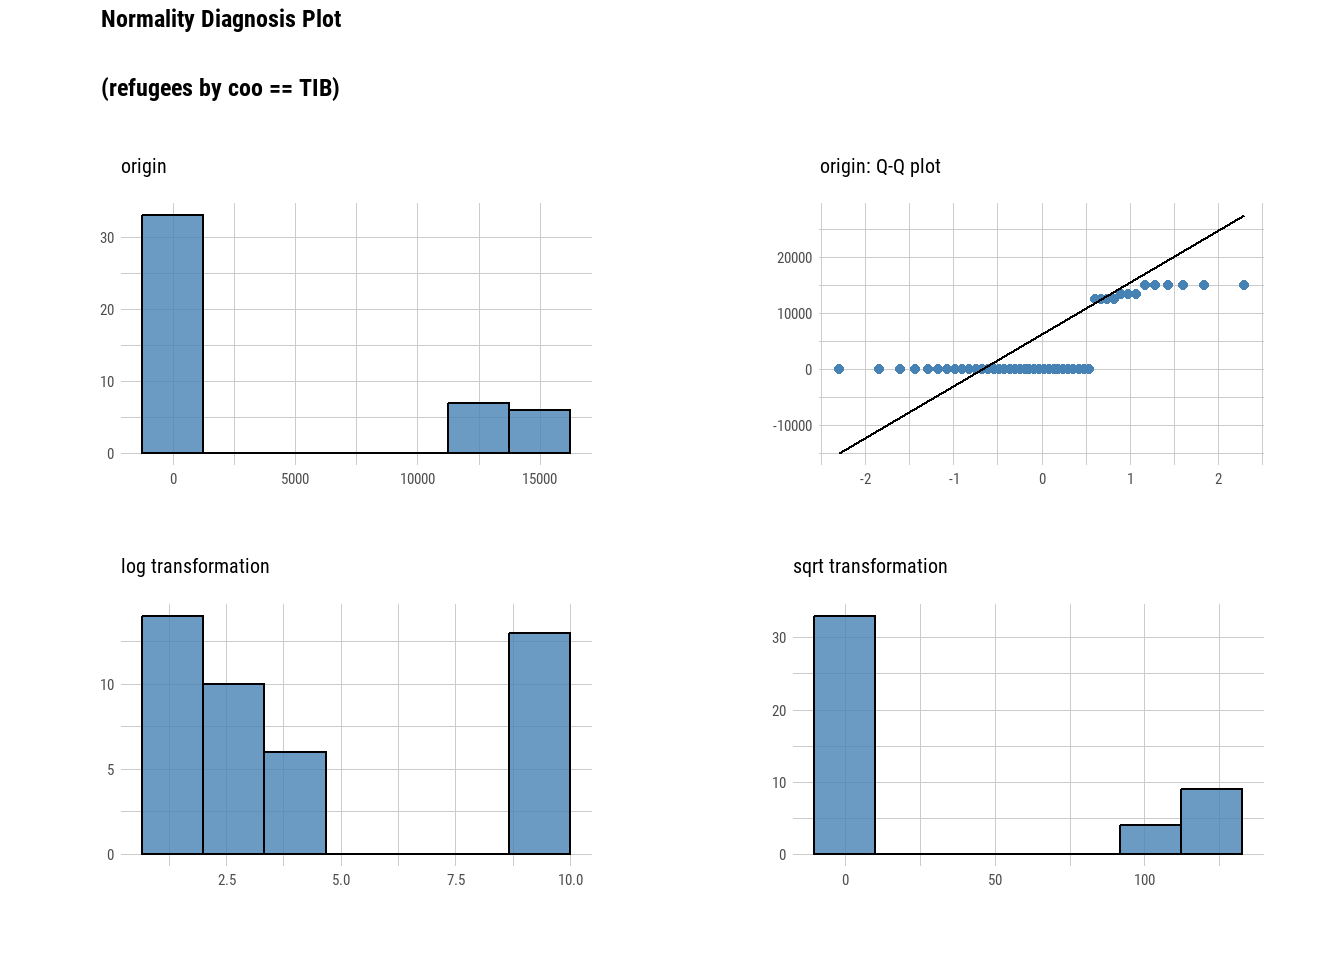 Normality Diagnosis Plot
(refugees by coo == TIB)
origin
30
20
10
0
0 5000 10000 15000
origin: Q-Q plot
20000
10000
0
-10000
-2 -1 0 1 2
log transformation
10
5
0
2.5 5.0 7.5 10.0
sqrt transformation
30
20
10
0
0 50 100